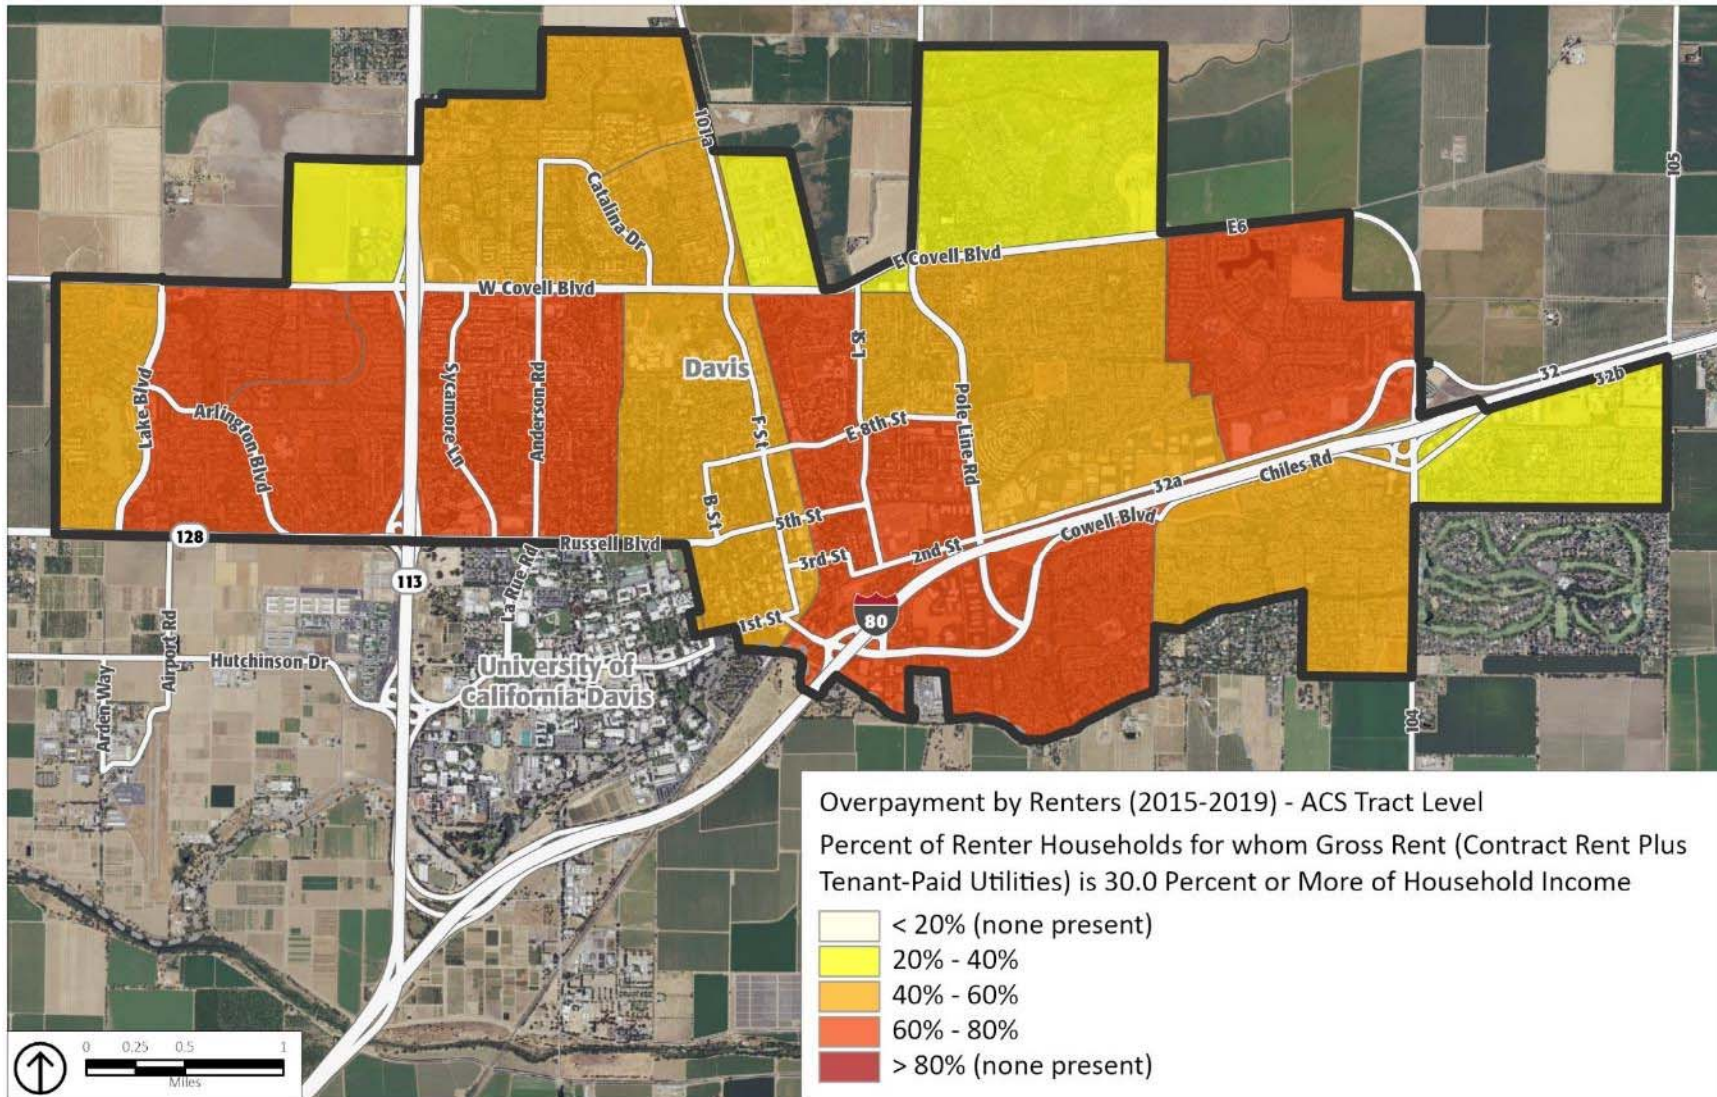 101a
105
Catalina Dr
E6
E Covell Blvd
W Covell Blvd
Davis
L St
32
32b
Lake Blvd
Arlington Blvd
Sycamore Ln
Anderson Rd
F St
Pole Line Rd
E 8th St
B St
5th St
32a
Chiles Rd
Cowell Blvd
128
Russell Blvd
3rd St
2nd St
113
La Rue Rd
1st St
80
Airport Rd
Hutchinson Dr
University of
California Davis
Arden Way
104
Overpayment by Renters (2015-2019) - ACS Tract Level
Percent of Renter Households for whom Gross Rent (Contract Rent Plus
Tenant-Paid Utilities) is 30.0 Percent or More of Household Income
< 20% (none present)
20% - 40%
40% - 60%
60% - 80%
> 80% (none present)
0 0.25 0.5 1
Miles